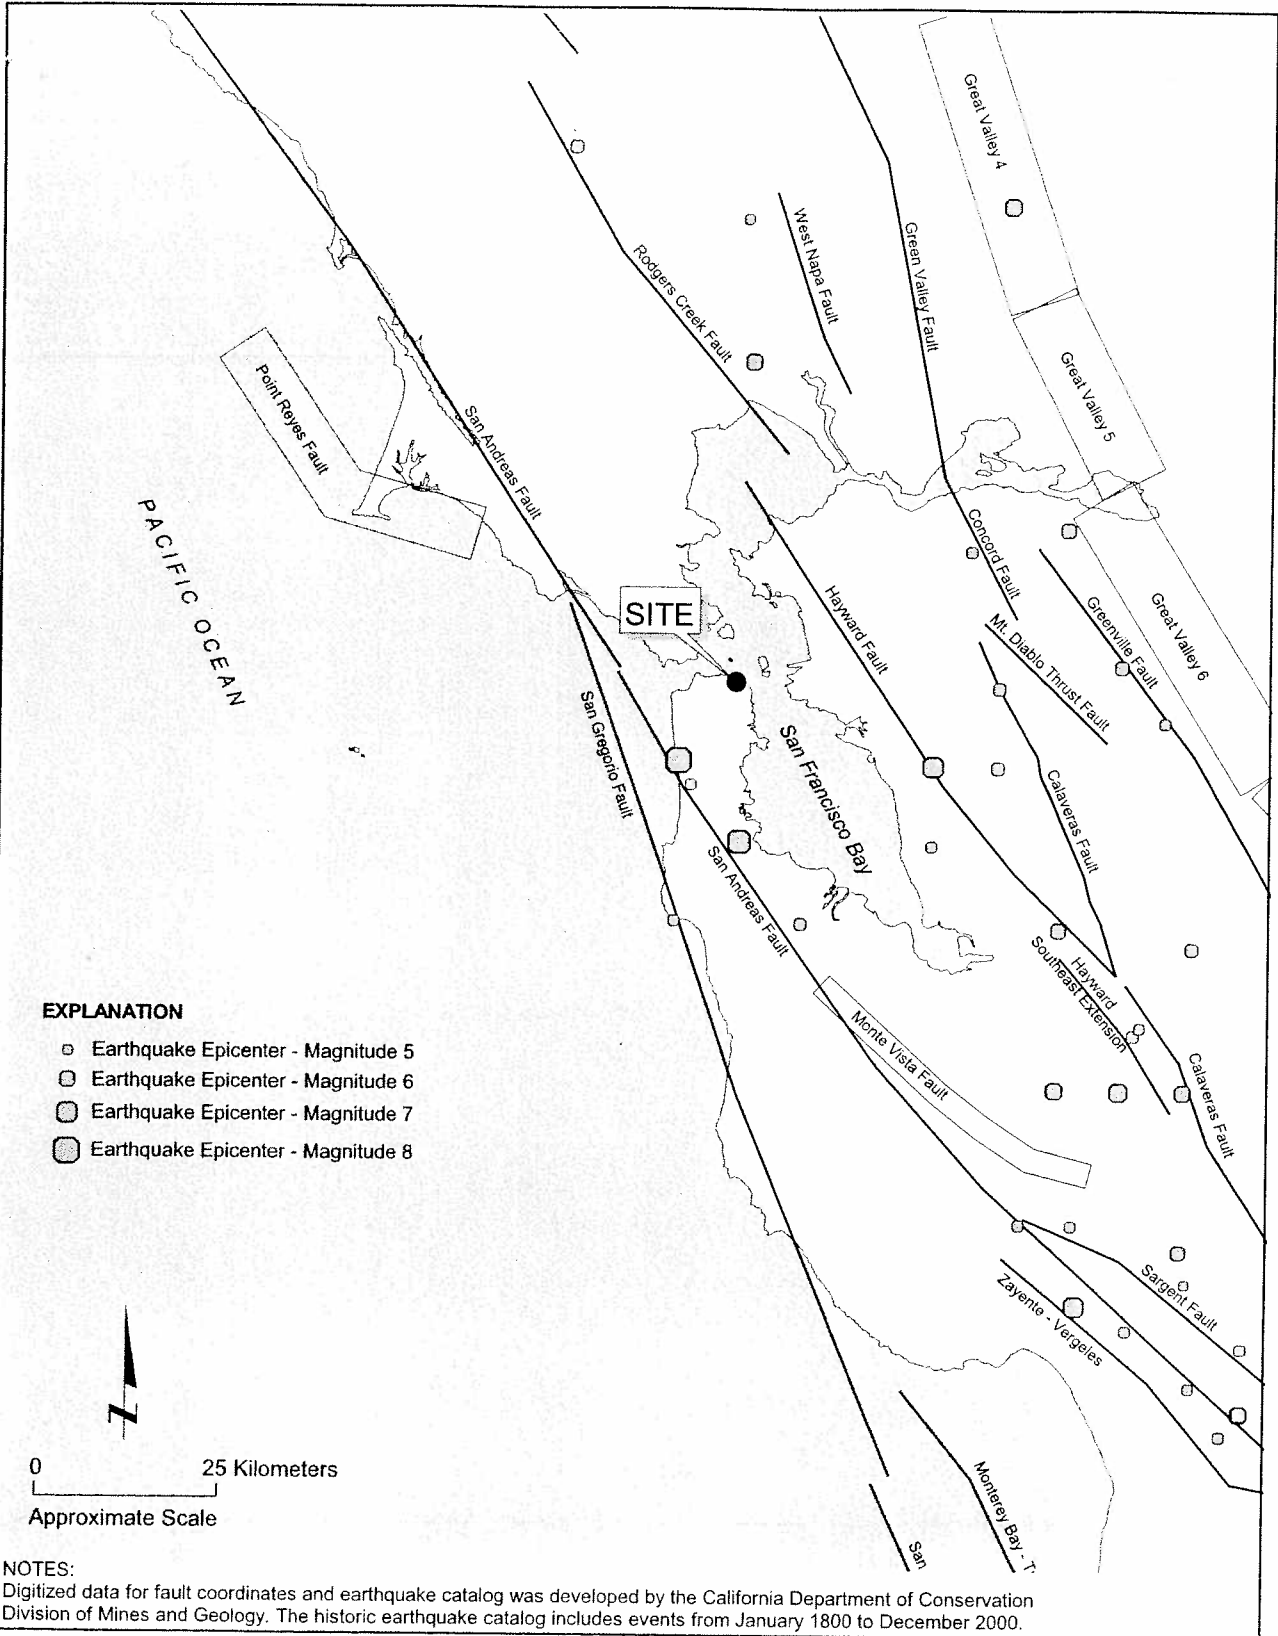 Great Valley 4
West Napa Fault
Green Valley Fault
Rodgers Creek Fault
Great Valley 5
Point Reyes Fault
San Andreas Fault
PACIFIC OCEAN
Concord Fault
SITE
Hayward Fault
Greenville Fault
Great Valley 6
Mt. Diablo Thrust Fault
San Gregorio Fault
San Francisco Bay
Calaveras Fault
San Andreas Fault
Hayward
Southeast Extension
Monte Vista Fault
Calaveras Fault
EXPLANATION
Earthquake Epicenter - Magnitude 5
Earthquake Epicenter - Magnitude 6
Earthquake Epicenter - Magnitude 7
Earthquake Epicenter - Magnitude 8
Sargent Fault
Zayente - Vergeles
Z
0 25 Kilometers
Approximate Scale
Monterey Bay - T
San
NOTES:
Digitized data for fault coordinates and earthquake catalog was developed by the California Department of Conservation
Division of Mines and Geology. The historic earthquake catalog includes events from January 1800 to December 2000.